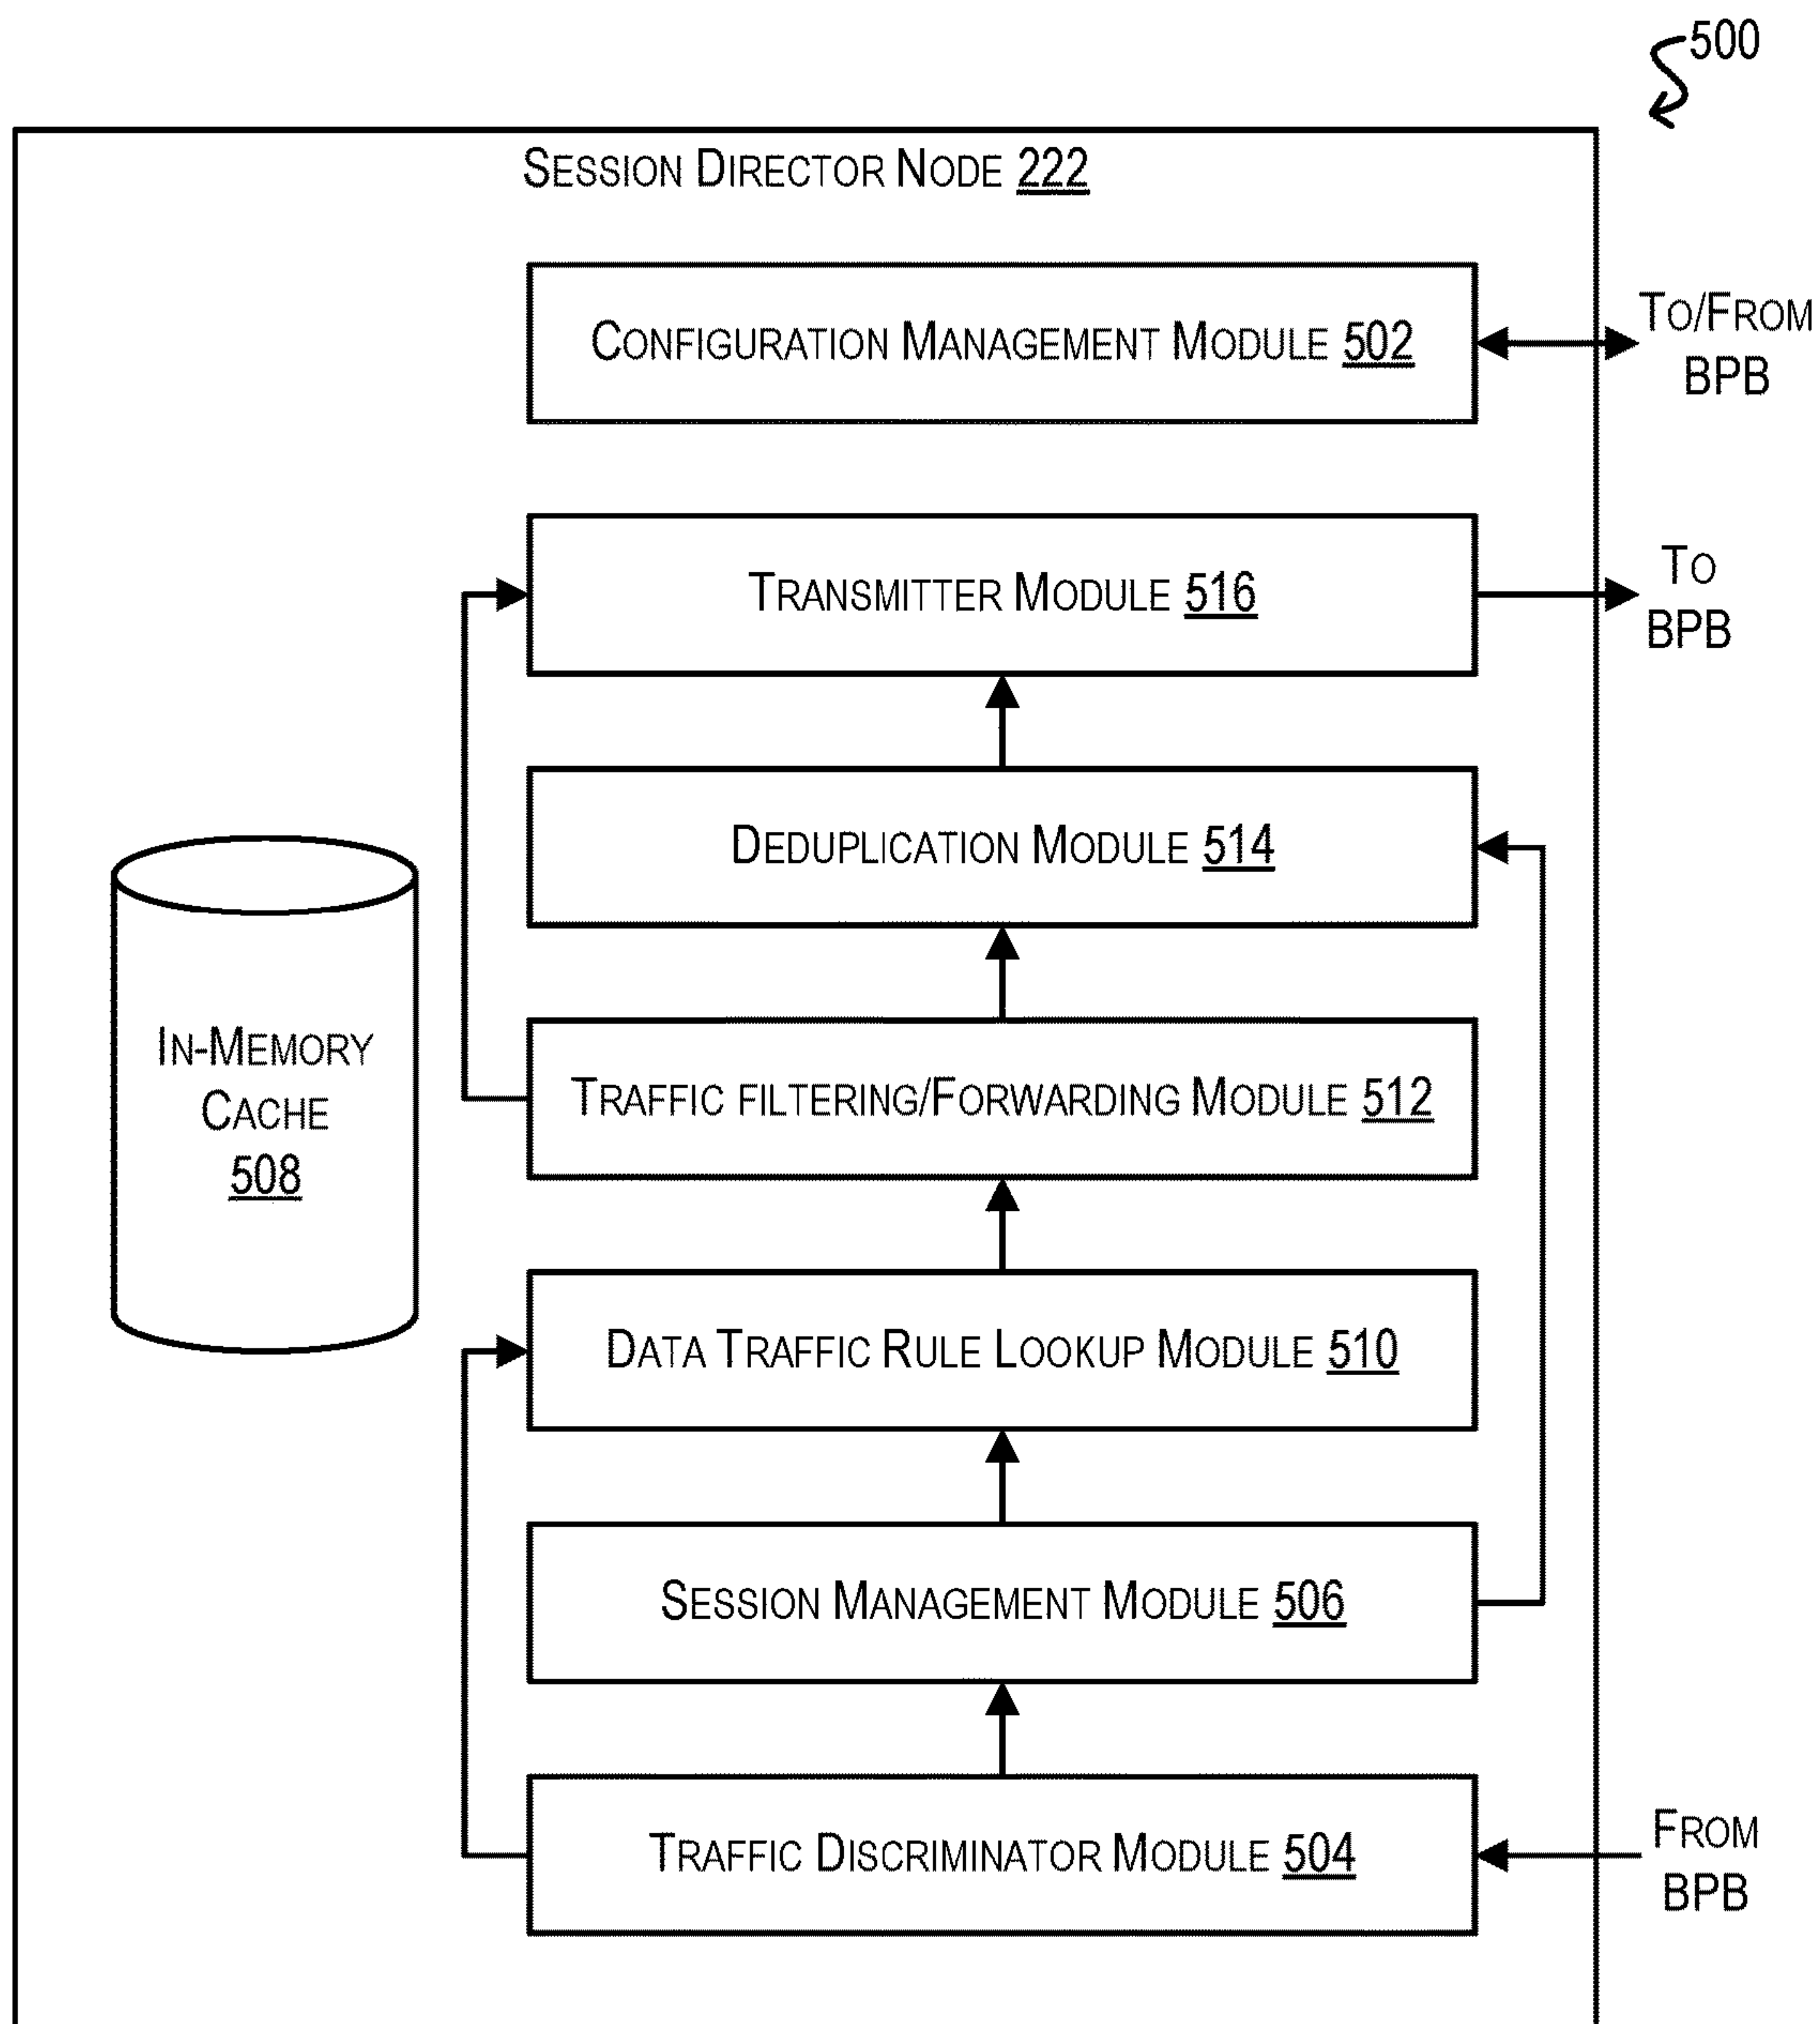 500
SESSION DIRECTOR NODE 222
CONFIGURATION MANAGEMENT MODULE 502
TO/FROM
BPB
TRANSMITTER MODULE 516
TO
BPB
DEDUPLICATION MODULE 514
IN-MEMORY
CACHE
508
TRAFFIC FILTERING/FORWARDING MODULE 512
DATA TRAFFIC RULE LOOKUP MODULE 510
SESSION MANAGEMENT MODULE 506
TRAFFIC DISCRIMINATOR MODULE 504
FROM
BPB